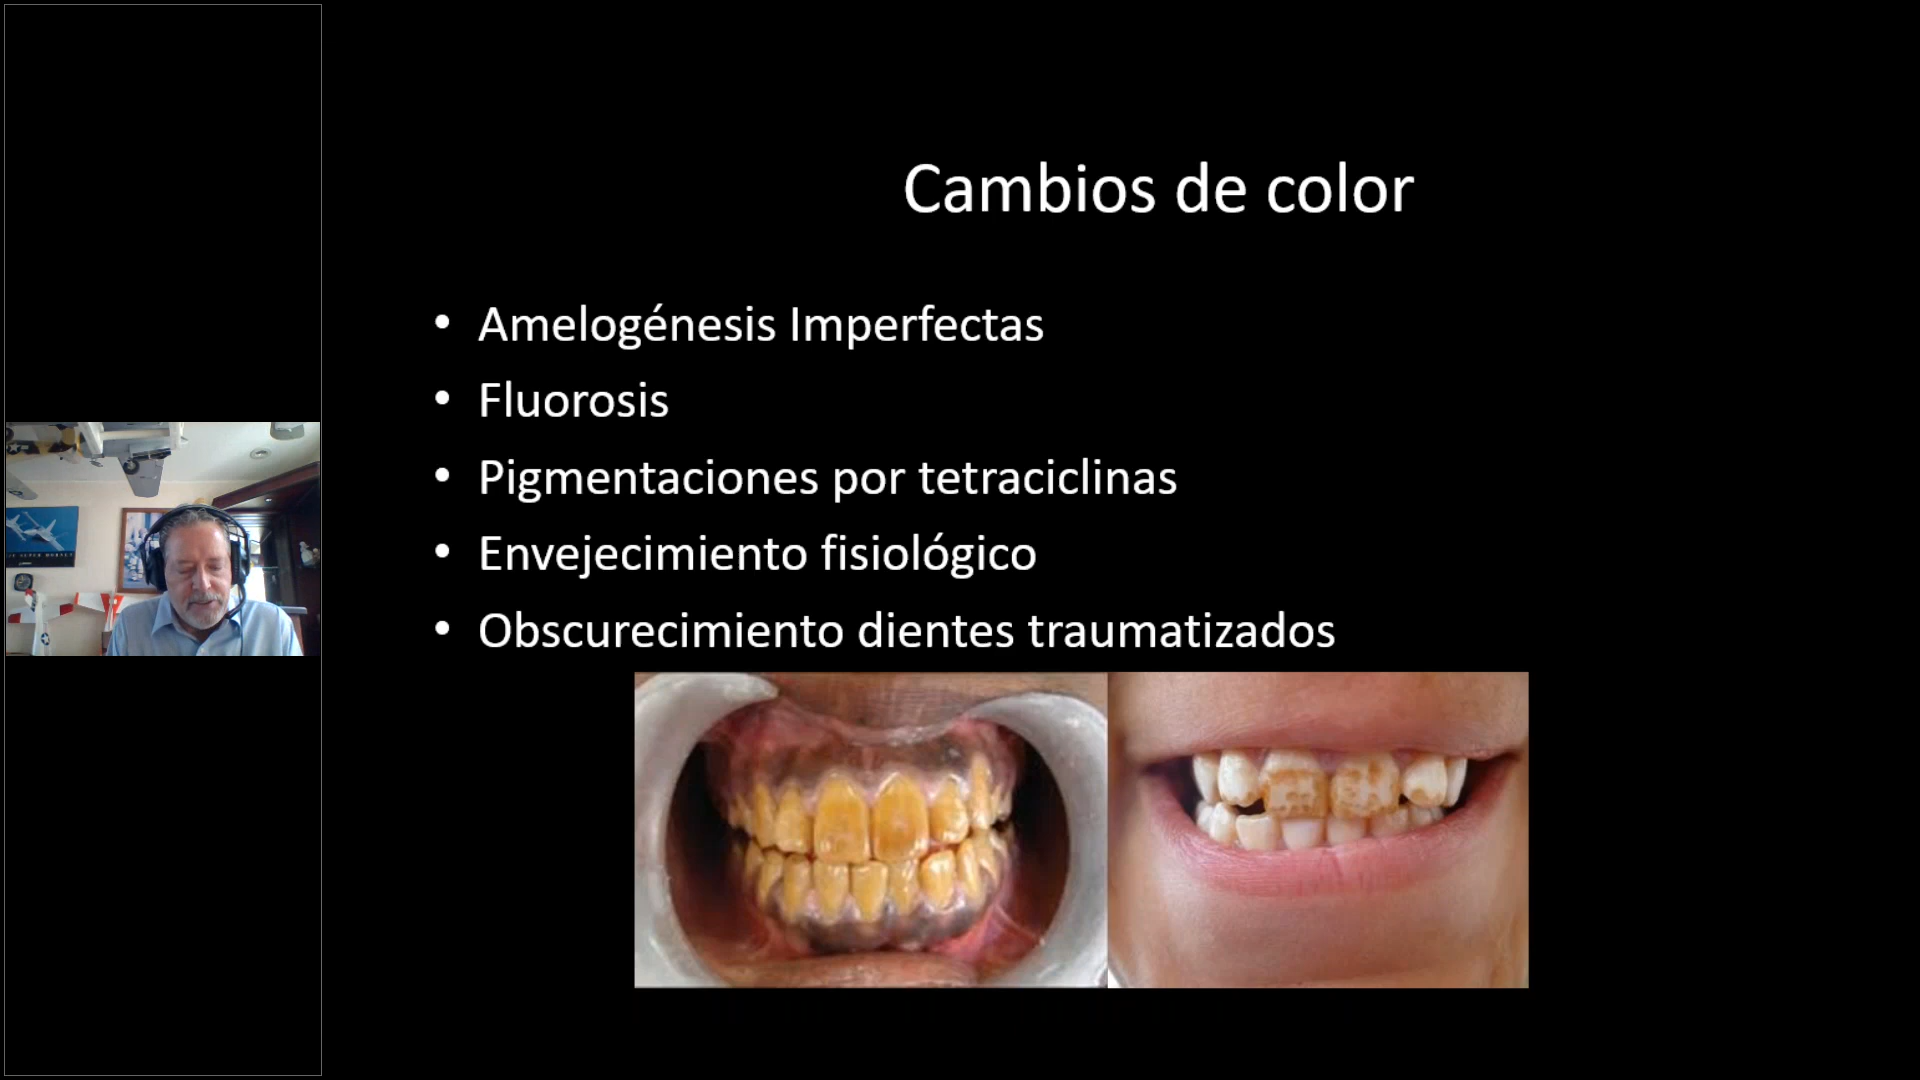 Cambios de color
• Amelogénesis Imperfectas
• Fluorosis
• Pigmentaciones por tetraciclinas
• Envejecimiento fisiológico
• Obscurecimiento dientes traumatizados